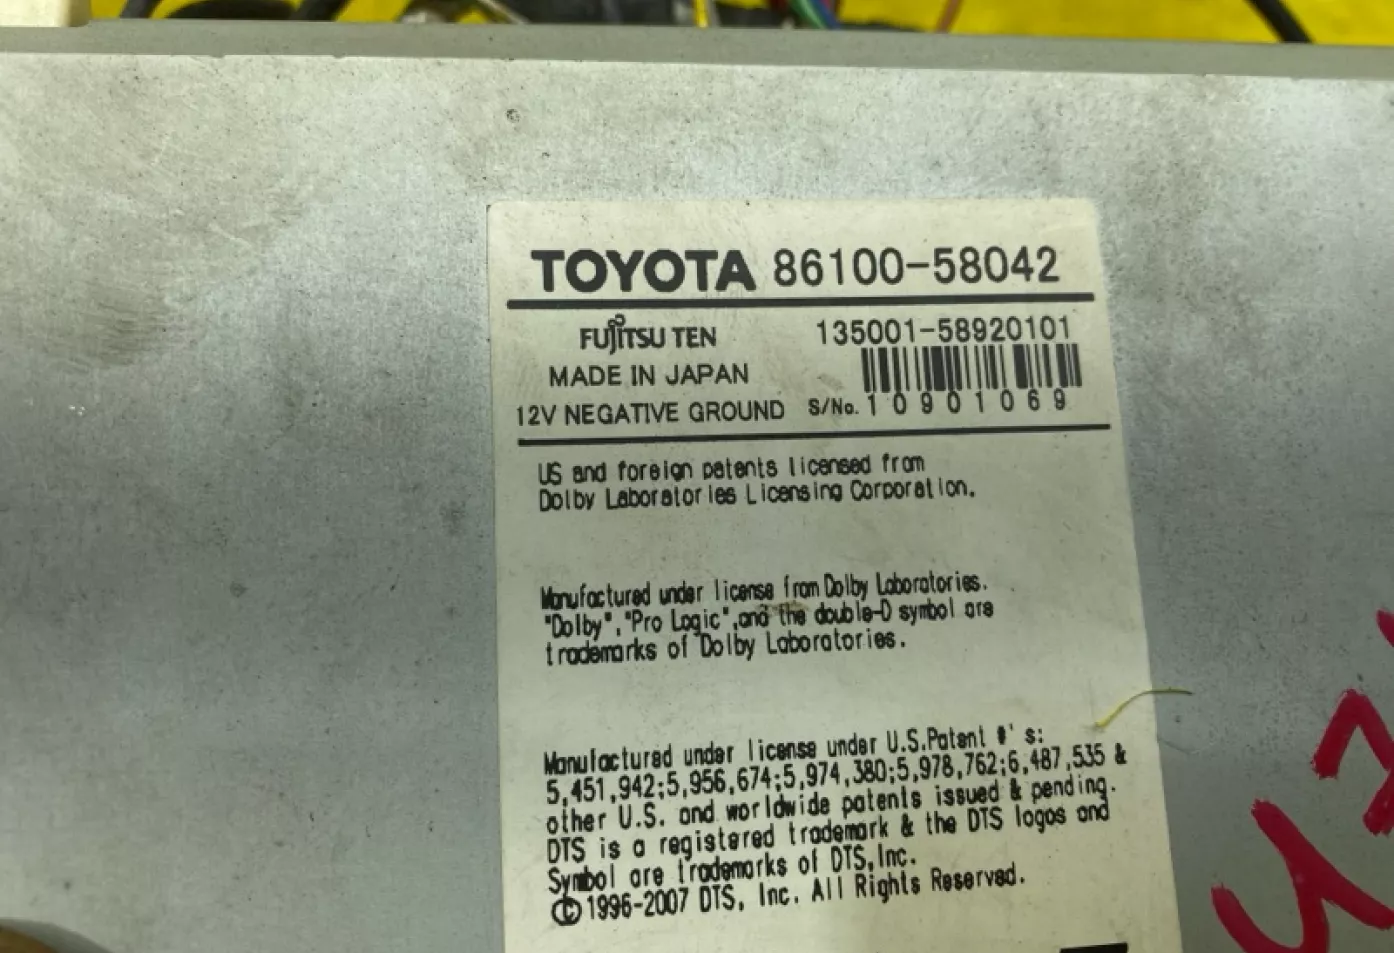 TOYOTA 86100-58042
FUJITSU TEN 135001-58920101
MADE IN JAPAN
12V NEGATIVE GROUND S/No. 10901069
US and foreign patents licensed from
Dolby Laboratories Licensing Corporation.
Manufactured under license from Dolby Laboratories.
"Dolby","Pro Logic",and the double-D symbol are
trademarks of Dolby Laboratories.
Manufactured under license under U.S.Patent #'s:
5,451,942;5,956,674;5,974,380;5,978,762;6,487,535 &
other U.S. and worldwide patents issued & pending.
DTS is a registered trademark & the DTS logos and
Symbol are trademarks of DTS,Inc.
© 1996-2007 DTS, Inc. All Rights Reserved.